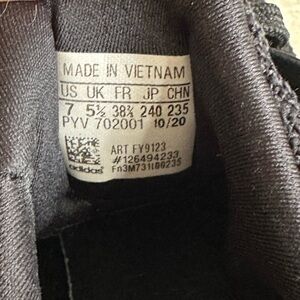 MADE IN VIETNAM
US UK FR JP CHN
7 5½ 38⅔ 240 235
PYV 702001 10/20
ART FY9123
#126494233
adidas